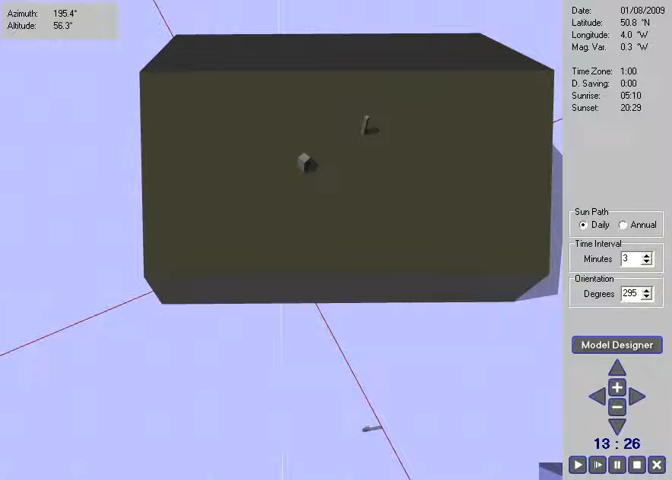 Azimuth: 195.4°
Altitude: 56.3°
Date: 01/08/2009
Latitude: 50.8 °N
Longitude: 4.0 °W
Mag. Var. 0.3 °W
Time Zone: 1:00
D. Saving: 0:00
Sunrise: 05:10
Sunset: 20:29
Sun Path
Daily Annual
Time Interval
Minutes 3
Orientation
Degrees 295
Model Designer
13 : 26